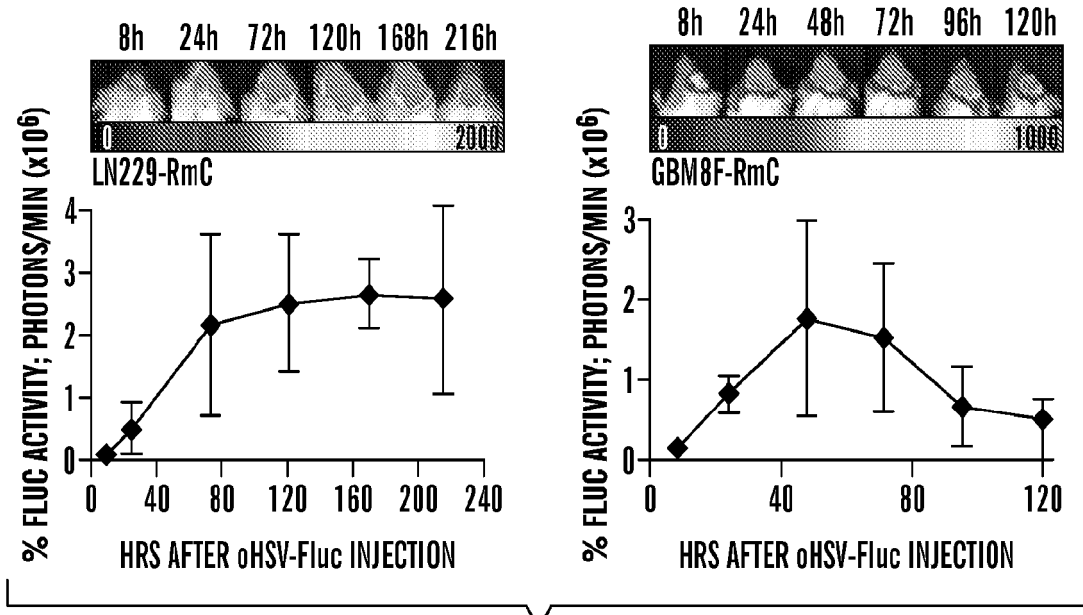 8h 24h 72h 120h 168h 216h
0 2000
LN229-RmC
% FLUC ACTIVITY; PHOTONS/MIN (x10⁶)
4
3
2
1
0
0 40 80 120 160 200 240
HRS AFTER oHSV-Fluc INJECTION
8h 24h 48h 72h 96h 120h
0 1000
GBM8F-RmC
% FLUC ACTIVITY; PHOTONS/MIN (x10⁶)
3
2
1
0
0 40 80 120
HRS AFTER oHSV-Fluc INJECTION